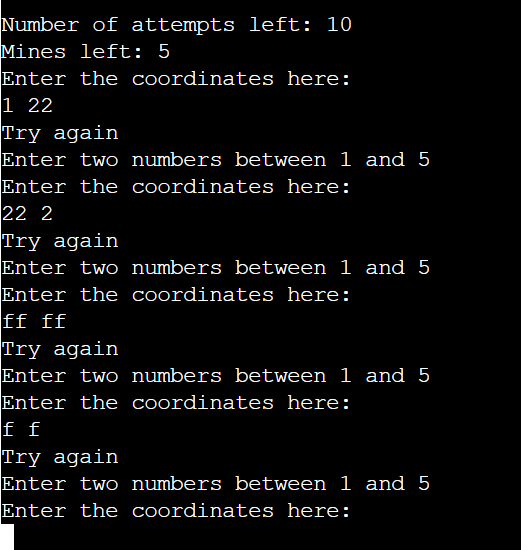 Number of attempts left: 10
Mines left: 5
Enter the coordinates here:
1 22
Try again
Enter two numbers between 1 and 5
Enter the coordinates here:
22 2
Try again
Enter two numbers between 1 and 5
Enter the coordinates here:
ff ff
Try again
Enter two numbers between 1 and 5
Enter the coordinates here:
f f
Try again
Enter two numbers between 1 and 5
Enter the coordinates here: